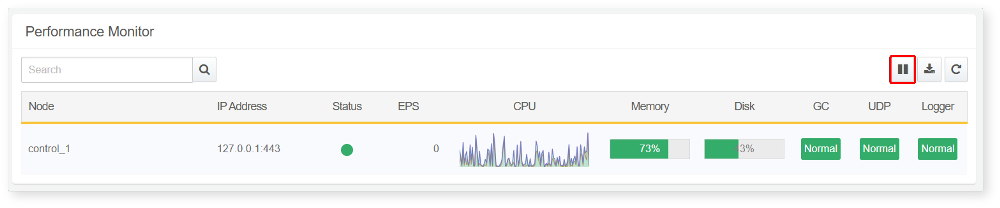 Performance Monitor
Search
Node IP Address Status EPS CPU Memory Disk GC UDP Logger
control_1 127.0.0.1:443 0 73% 43% Normal Normal Normal